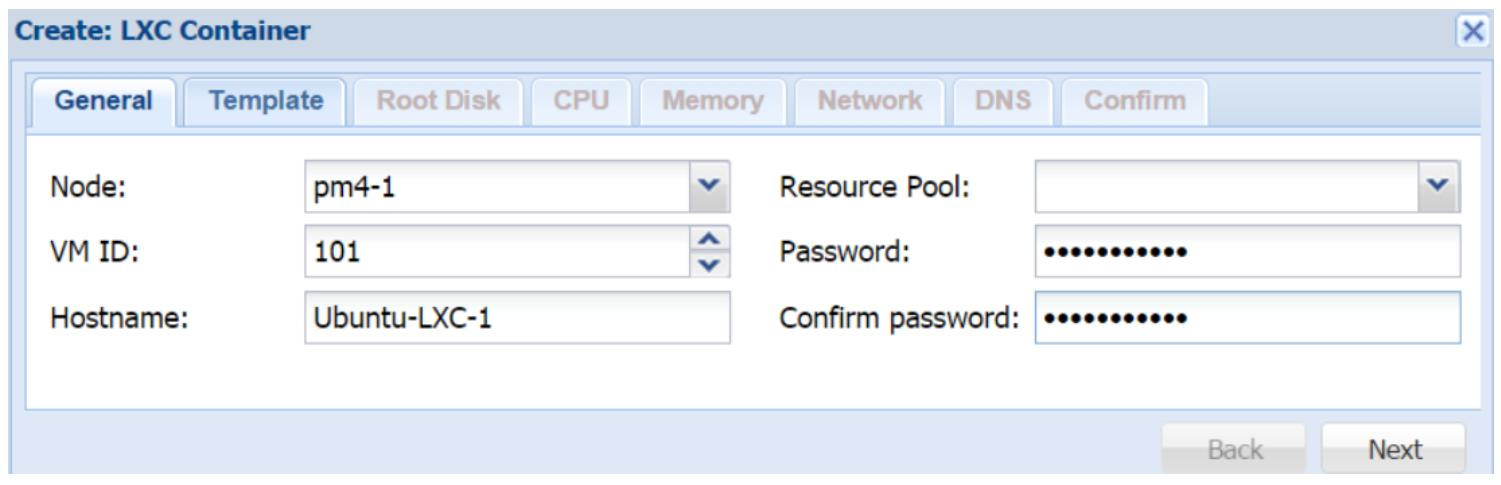 Create: LXC Container
General Template Root Disk CPU Memory Network DNS Confirm
Node: pm4-1 Resource Pool:
VM ID: 101 Password: •••••••••••
Hostname: Ubuntu-LXC-1 Confirm password: •••••••••••
Back Next